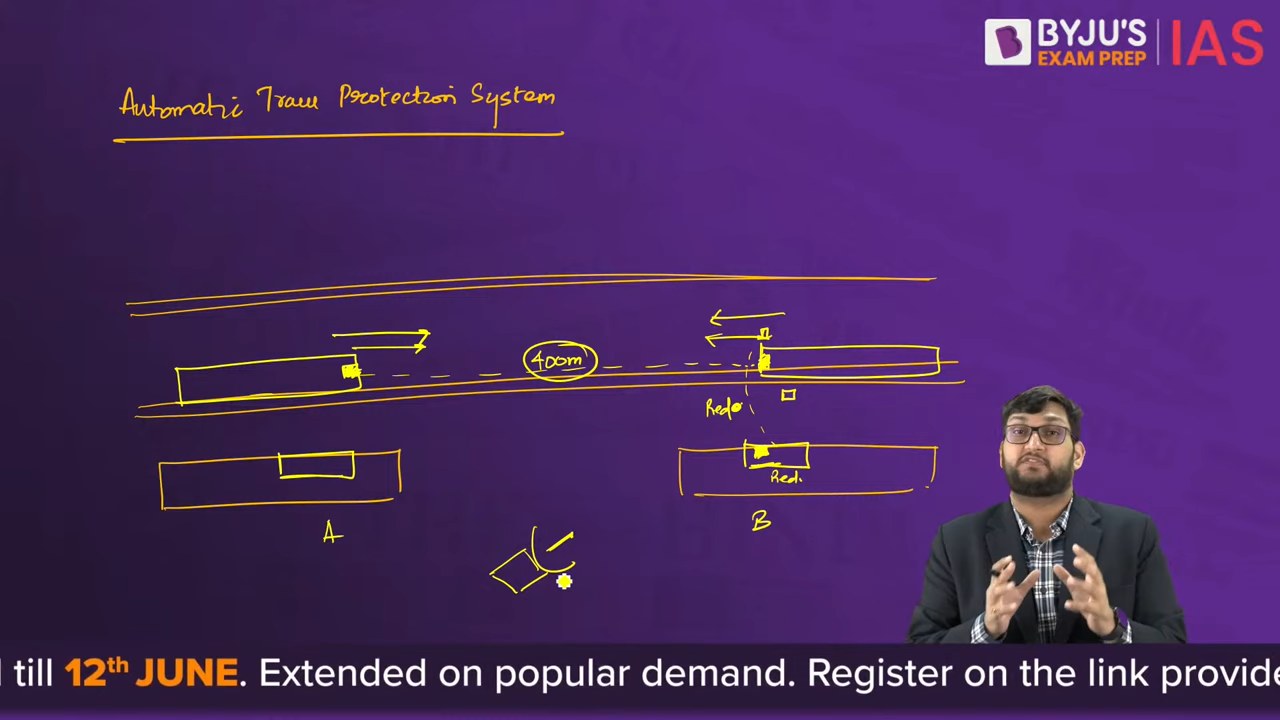 BYJU'S
EXAM PREP
IAS
Automatic Train Protection System
400m
Red
Red.
A
B
till 12th JUNE. Extended on popular demand. Register on the link provide